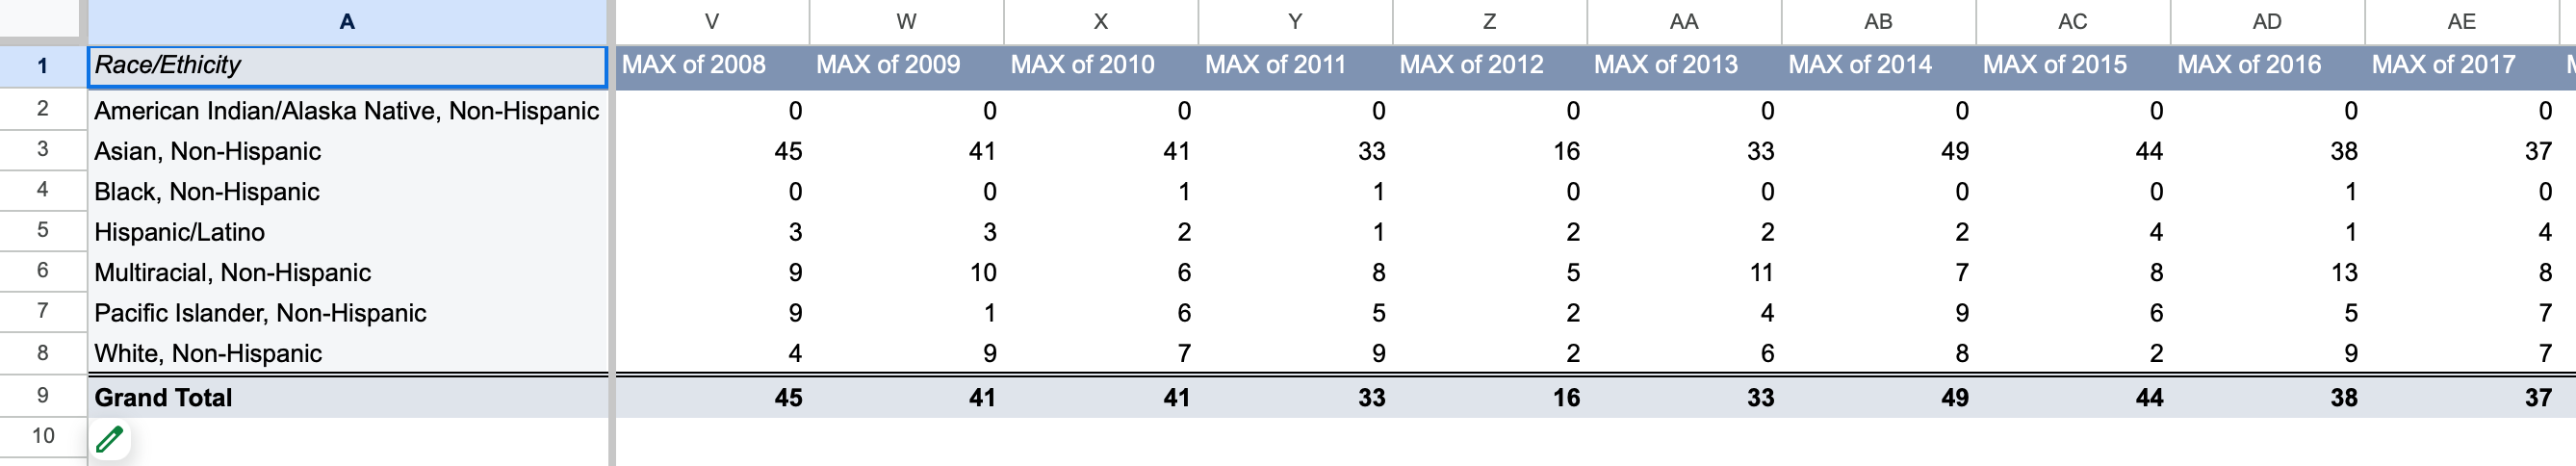 A V W X Y Z AA AB AC AD AE
1 Race/Ethicity MAX of 2008 MAX of 2009 MAX of 2010 MAX of 2011 MAX of 2012 MAX of 2013 MAX of 2014 MAX of 2015 MAX of 2016 MAX of 2017
2 American Indian/Alaska Native, Non-Hispanic 0 0 0 0 0 0 0 0 0 0
3 Asian, Non-Hispanic 45 41 41 33 16 33 49 44 38 37
4 Black, Non-Hispanic 0 0 1 1 0 0 0 0 1 0
5 Hispanic/Latino 3 3 2 1 2 2 2 4 1 4
6 Multiracial, Non-Hispanic 9 10 6 8 5 11 7 8 13 8
7 Pacific Islander, Non-Hispanic 9 1 6 5 2 4 9 6 5 7
8 White, Non-Hispanic 4 9 7 9 2 6 8 2 9 7
9 Grand Total 45 41 41 33 16 33 49 44 38 37
10